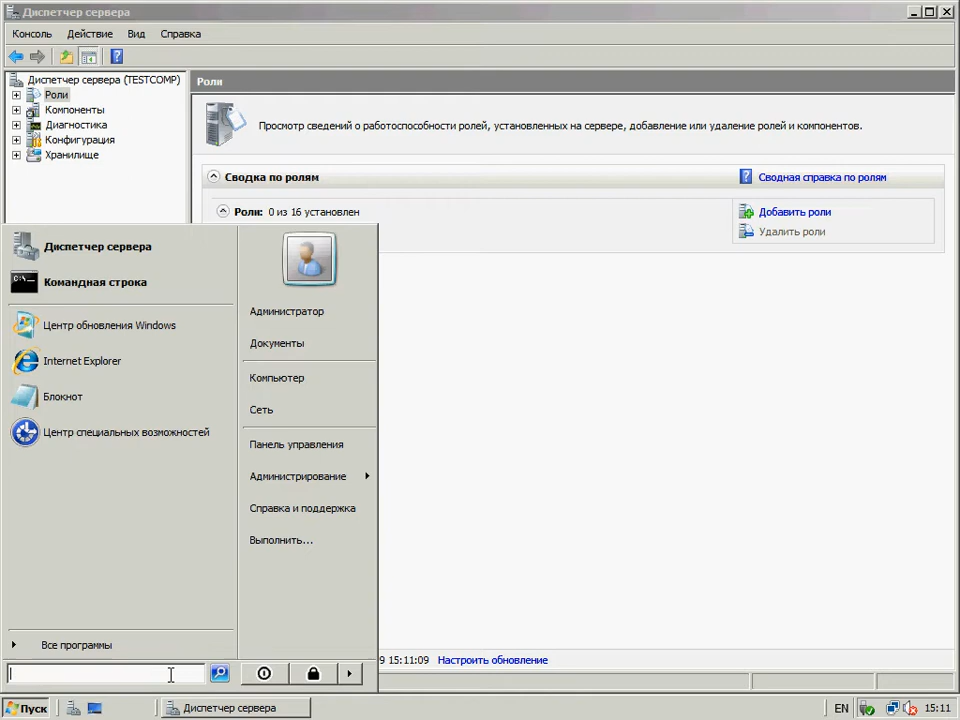 Диспетчер сервера
Консоль Действие Вид Справка
Диспетчер сервера (TESTCOMP)
Роли
Компоненты
Диагностика
Конфигурация
Хранилище
Роли
Просмотр сведений о работоспособности ролей, установленных на сервере, добавление или удаление ролей и компонентов.
Сводка по ролям
Сводная справка по ролям
Роли: 0 из 16 установлен
Добавить роли
Удалить роли
Диспетчер сервера
Командная строка
Центр обновления Windows
Internet Explorer
Блокнот
Центр специальных возможностей
Все программы
Администратор
Документы
Компьютер
Сеть
Панель управления
Администрирование
Справка и поддержка
Выполнить...
9 15:11:09 Настроить обновление
Пуск Диспетчер сервера EN 15:11